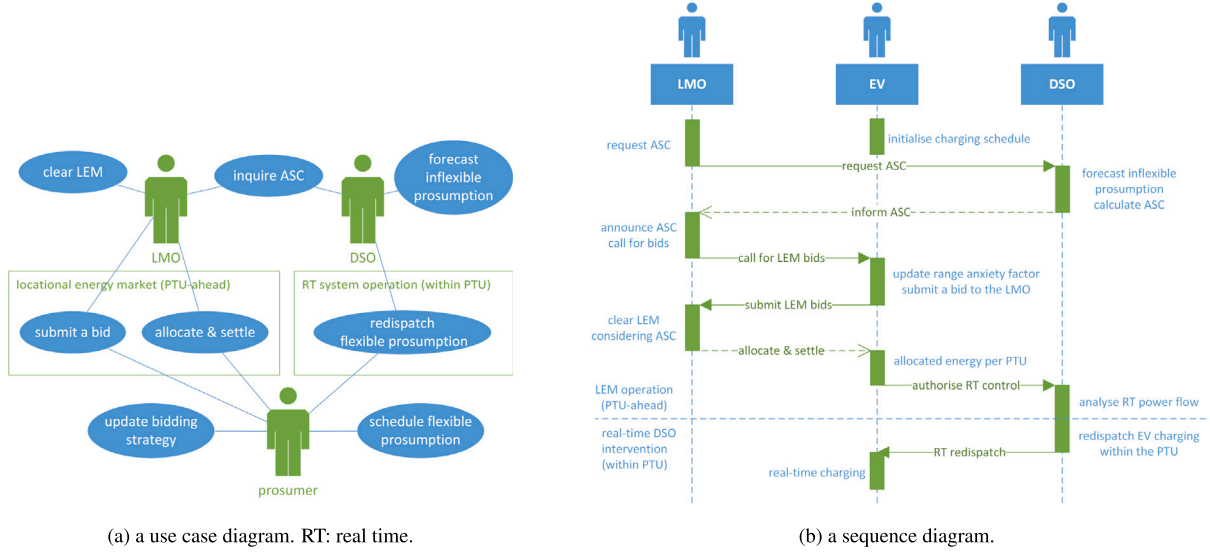 clear LEM
inquire ASC
forecast
inflexible
prosumption
LMO
DSO
locational energy market (PTU-ahead)
RT system operation (within PTU)
submit a bid
allocate & settle
redispatch
flexible prosumption
update bidding
strategy
schedule flexible
prosumption
prosumer
(a) a use case diagram. RT: real time.
LMO
EV
DSO
initialise charging schedule
request ASC
request ASC
forecast inflexible
prosumption
calculate ASC
inform ASC
announce ASC
call for bids
call for LEM bids
update range anxiety factor
submit a bid to the LMO
submit LEM bids
clear LEM
considering ASC
allocate & settle
allocated energy per PTU
authorise RT control
LEM operation
(PTU-ahead)
analyse RT power flow
real-time DSO
intervention
(within PTU)
redispatch EV charging
within the PTU
RT redispatch
real-time charging
(b) a sequence diagram.